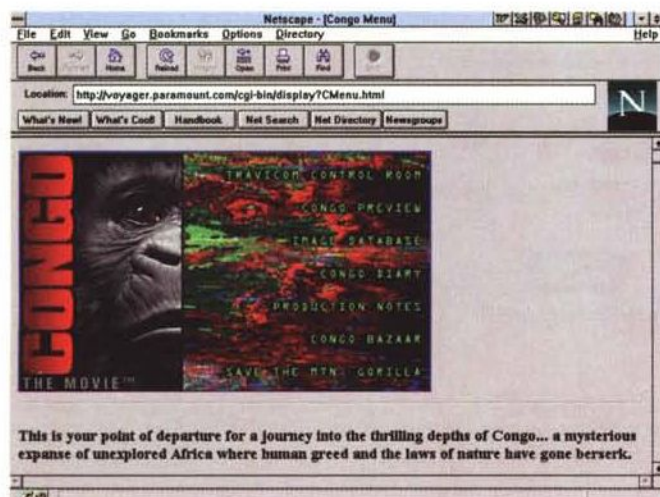 Netscape - [Congo Menu]
File Edit View Go Bookmarks Options Directory Help
Back Forward Home Reload Open Print Find
Location: http://voyager.paramount.com/cgi-bin/display?CMenu.html
What's New! What's Cool! Handbook Net Search Net Directory Newsgroups
N
CONGO
THE MOVIE™
TRAVICOM CONTROL ROOM
CONGO PREVIEW
IMAGE DATABASE
CONGO DIARY
PRODUCTION NOTES
CONGO BAZAAR
SAVE THE MTN. GORILLA
This is your point of departure for a journey into the thrilling depths of Congo... a mysterious
expanse of unexplored Africa where human greed and the laws of nature have gone berserk.